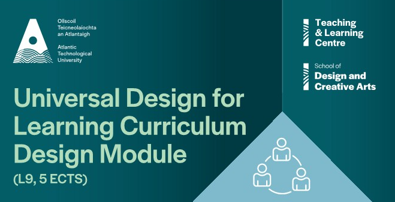 Ollscoil
Teicneolaíochta
an Atlantaigh
Atlantic
Technological
University
Teaching
& Learning
Centre
School of
Design and
Creative Arts
Universal Design for
Learning Curriculum
Design Module
(L9, 5 ECTS)